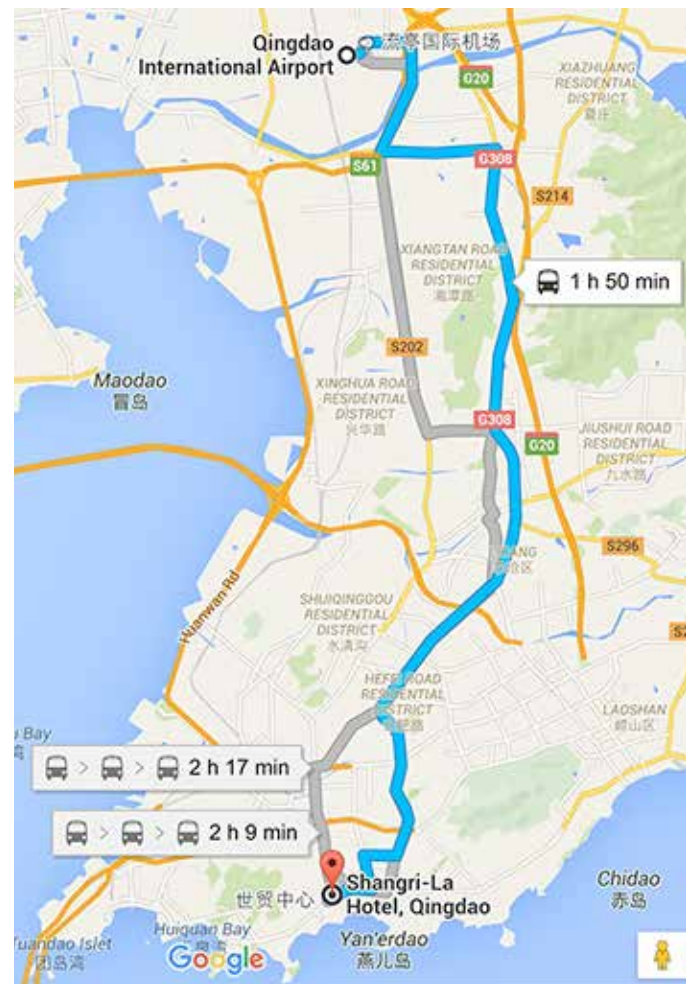 Qingdao
International Airport
流亭国际机场
G20
XIAZHUANG
RESIDENTIAL
DISTRICT
夏庄
S61
G308
S214
XIANGTAN ROAD
RESIDENTIAL
DISTRICT
湘潭路
1 h 50 min
S202
Maodao
冒岛
XINGHUA ROAD
RESIDENTIAL
DISTRICT
兴华路
G308
G20
JIUSHUI ROAD
RESIDENTIAL
DISTRICT
九水路
S296
Huanwan Rd
SHUIQINGGOU
RESIDENTIAL
DISTRICT
水清沟
HEFEI ROAD
RESIDENTIAL
DISTRICT
LAOSHAN
崂山区
Bay
2 h 17 min
2 h 9 min
Shangri-La
Hotel, Qingdao
世贸中心
Chidao
赤岛
Huiquan Bay
Yan'erdao
燕儿岛
Tuandao Islet
团岛湾
Google